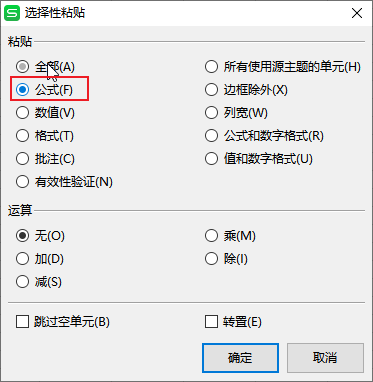 选择性粘贴
粘贴
全部(A)
所有使用源主题的单元(H)
公式(F)
边框除外(X)
数值(V)
列宽(W)
格式(T)
公式和数字格式(R)
批注(C)
值和数字格式(U)
有效性验证(N)
运算
无(O)
乘(M)
加(D)
除(I)
减(S)
跳过空单元(B)
转置(E)
确定
取消